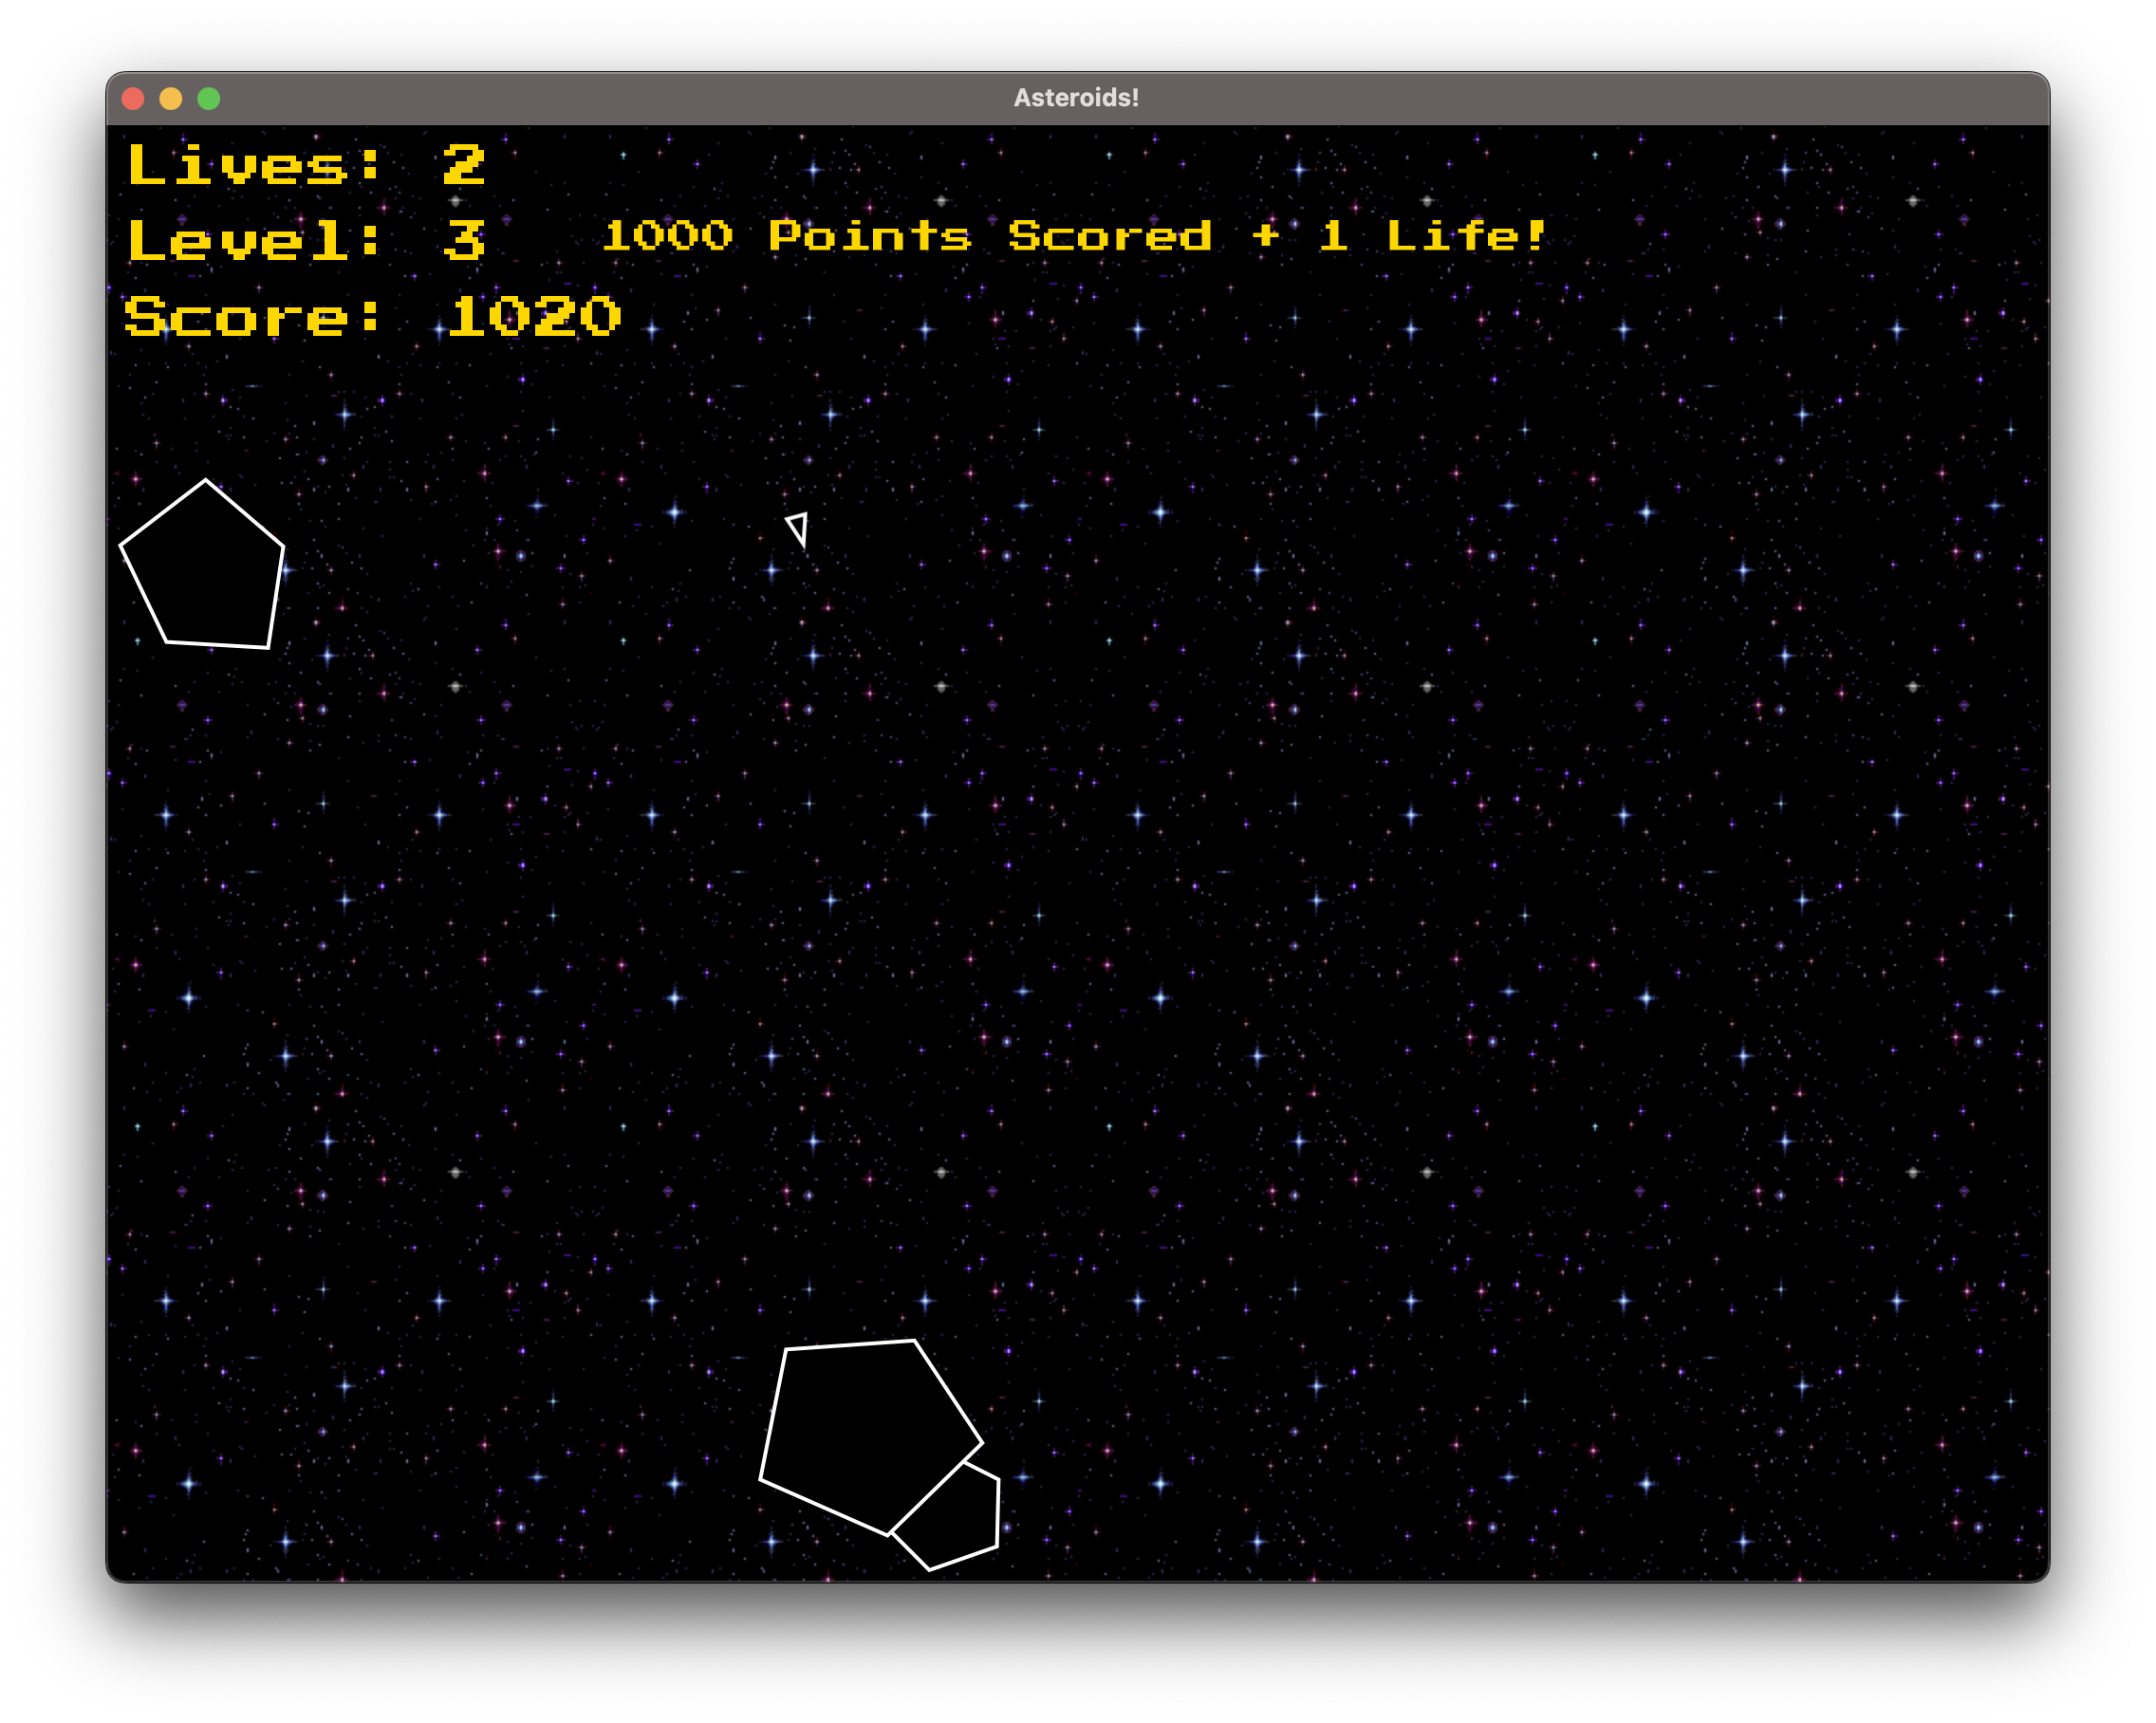 Asteroids!
Lives: 2
Level: 3
1000 Points Scored + 1 Life!
Score: 1020